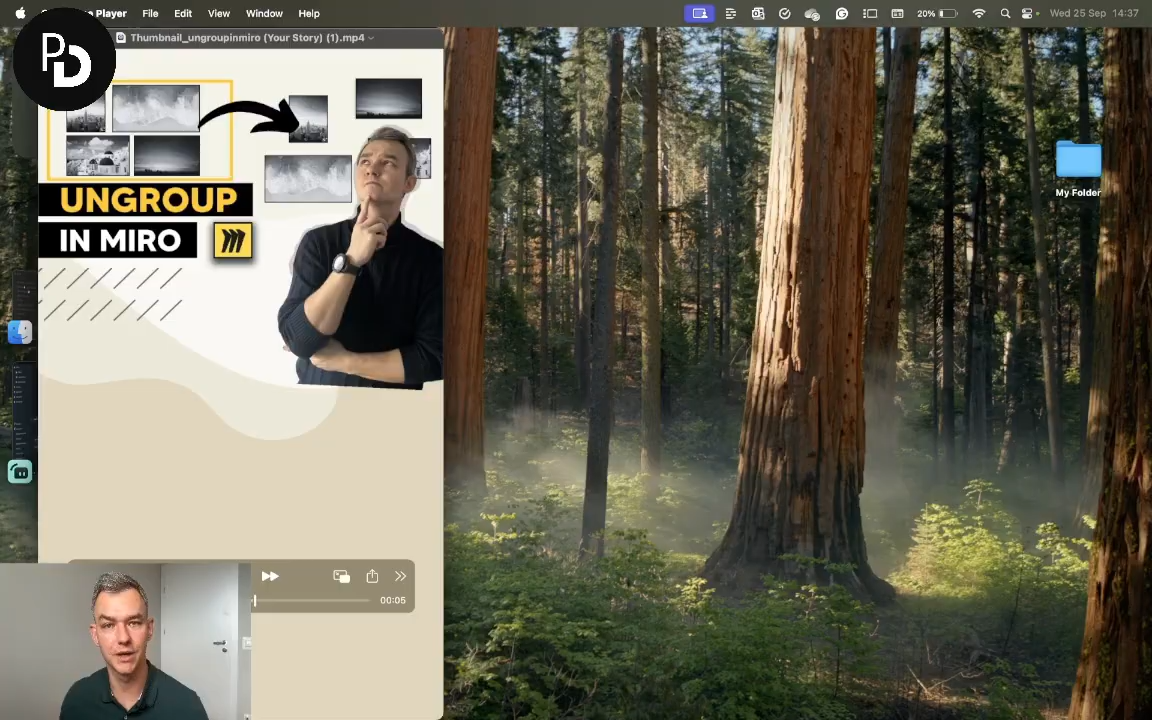 Player File Edit View Window Help
20% Wed 25 Sep 14:37
Thumbnail_ungroupinmiro (Your Story) (1).mp4
PD
UNGROUP
IN MIRO
My Folder
00:05